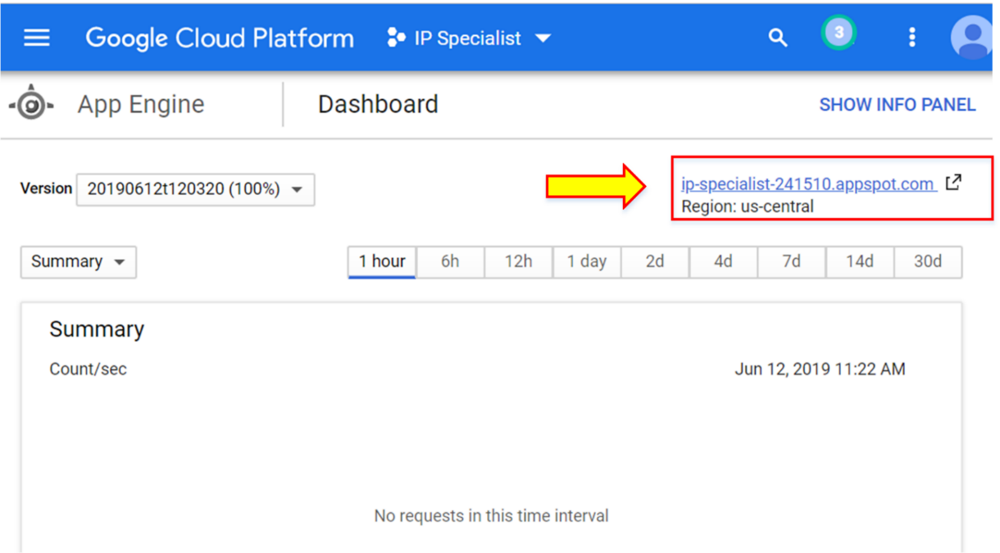 Google Cloud Platform IP Specialist 3
App Engine Dashboard SHOW INFO PANEL
Version 20190612t120320 (100%) ip-specialist-241510.appspot.com
Region: us-central
Summary 1 hour 6h 12h 1 day 2d 4d 7d 14d 30d
Summary
Count/sec Jun 12, 2019 11:22 AM
No requests in this time interval